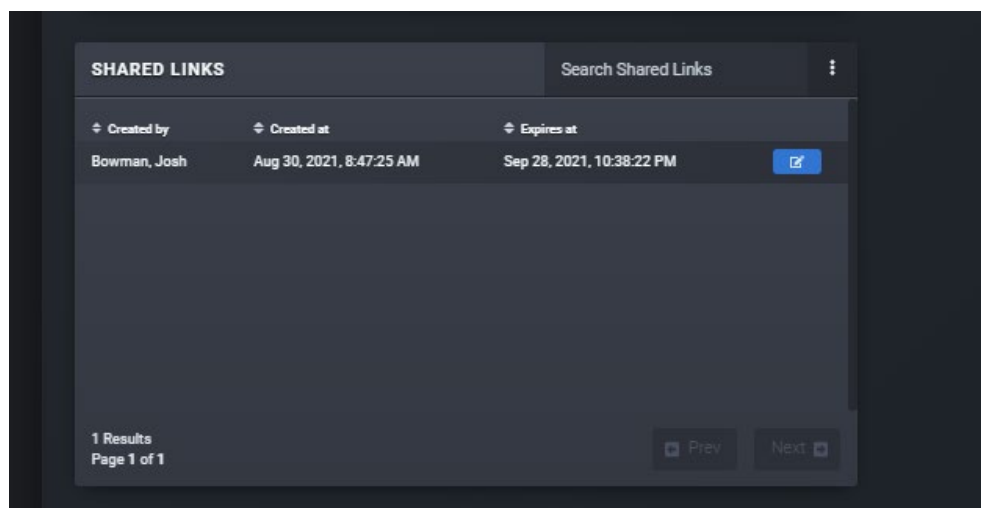 SHARED LINKS Search Shared Links
Created by Created at Expires at
Bowman, Josh Aug 30, 2021, 8:47:25 AM Sep 28, 2021, 10:38:22 PM
1 Results
Page 1 of 1
Prev Next